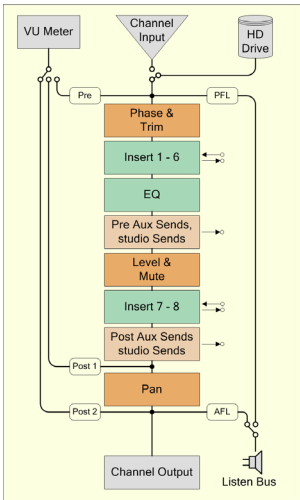 VU Meter
Channel
Input
HD
Drive
Pre
PFL
Phase &
Trim
Insert 1 - 6
EQ
Pre Aux Sends,
studio Sends
Level &
Mute
Insert 7 - 8
Post Aux Sends
studio Sends
Post 1
Pan
Post 2
AFL
Channel Output
Listen Bus